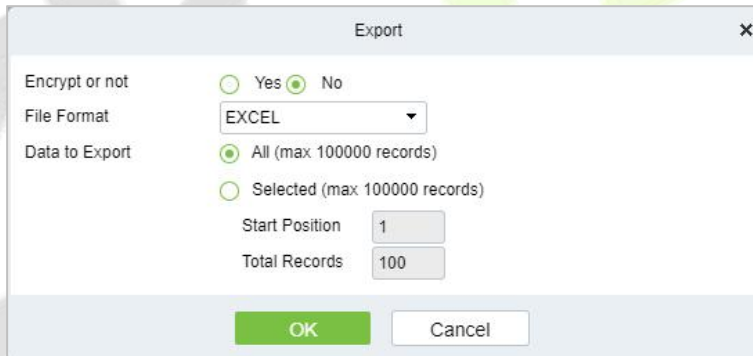 Export
Encrypt or not Yes No
File Format EXCEL
Data to Export All (max 100000 records)
Selected (max 100000 records)
Start Position 1
Total Records 100
OK Cancel